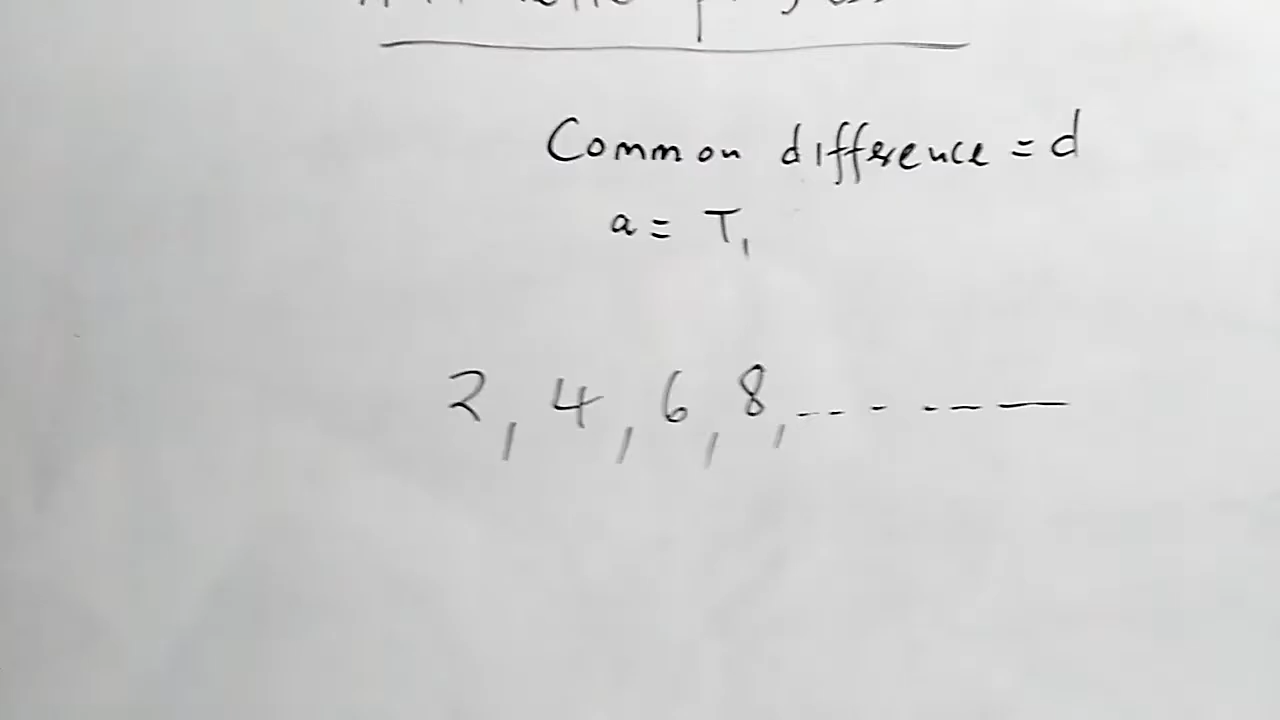 Common difference = d
a = T₁
2, 4, 6, 8, --- - -- —